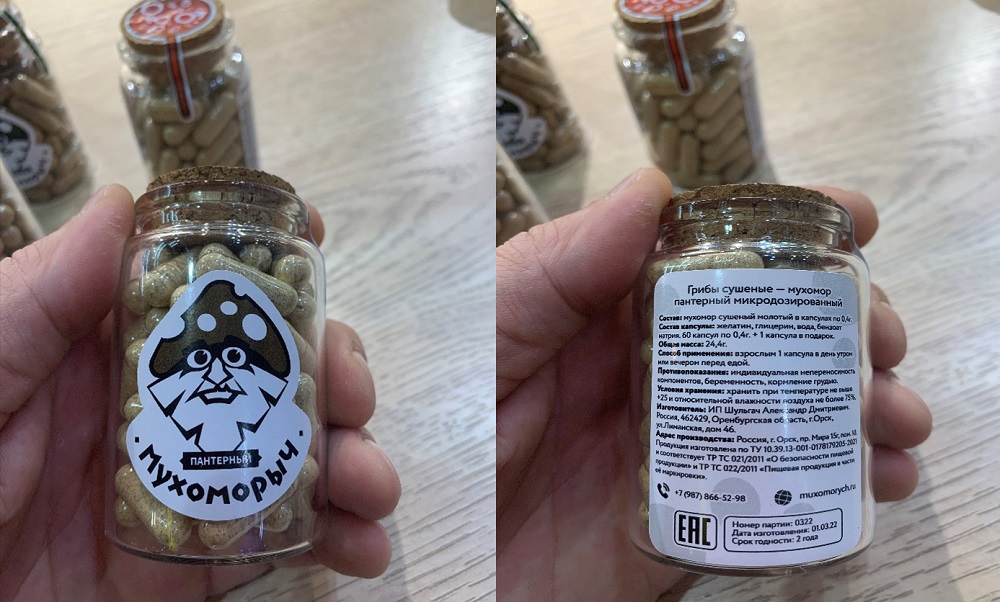 ПАНТЕРНЫЙ
МУХОМОРЫЧ
Грибы сушеные — мухомор
пантерный микродозированный
Состав: мухомор сушеный молотый в капсулах по 0,4г.
Состав капсулы: желатин, глицерин, вода, бензоат
натрия. 60 капсул по 0,4г. + 1 капсула в подарок.
Общая масса: 24,4г.
Способ применения: взрослым 1 капсула в день утром
или вечером перед едой.
Противопоказания: индивидуальная непереносимость
компонентов, беременность, кормление грудью.
Условия хранения: хранить при температуре не выше
+25 и относительной влажности воздуха не более 75%.
Изготовитель: ИП Шульгач Александр Дмитриевич.
Россия, 462429, Оренбургская область, г.Орск,
ул.Лиманская, дом 46.
Адрес производства: Россия, г. Орск, пр. Мира 15г, пом. 10.
Продукция изготовлена по ТУ 10.39.13-001-0178179205-2021
и соответствует ТР ТС 021/2011 «О безопасности пищевой
продукции» и ТР ТС 022/2011 «Пищевая продукция в части
её маркировки».
+7 (987) 866-52-98
muxomorych.ru
EAC
Номер партии: 0322
Дата изготовления: 01.03.22
Срок годности: 2 года